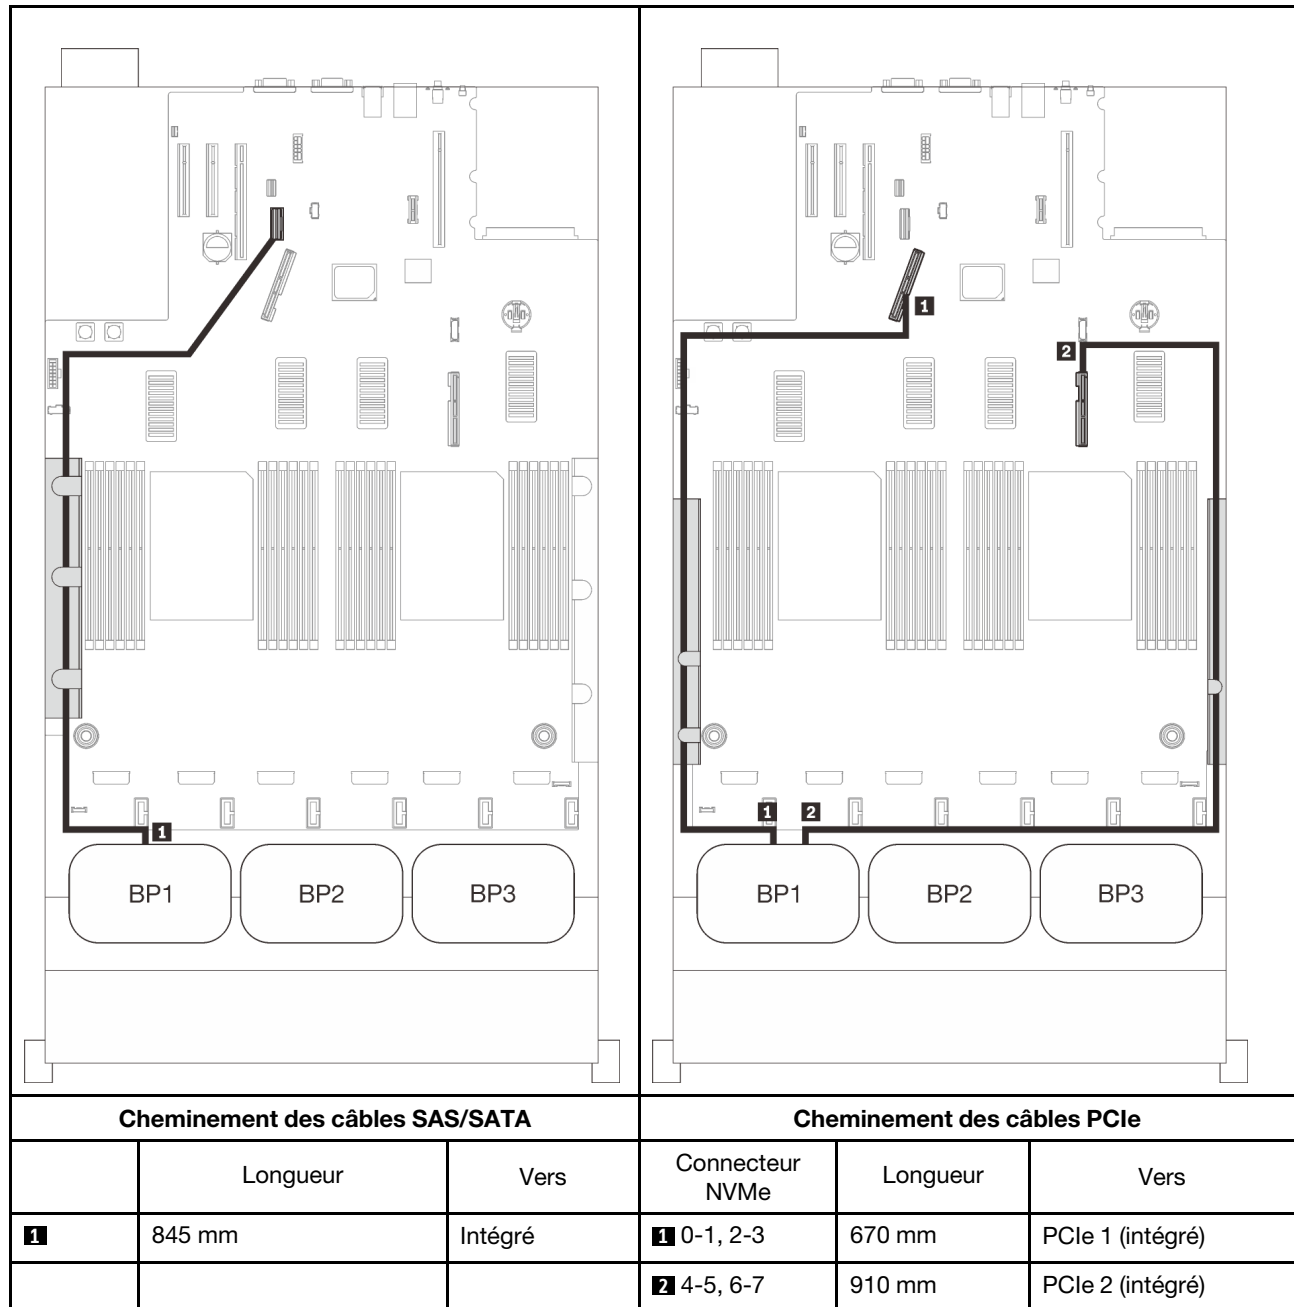 1
BP1
BP2
BP3
1
2
1
2
BP1
BP2
BP3
Cheminement des câbles SAS/SATA
Cheminement des câbles PCIe
Longueur
Vers
Connecteur
NVMe
Longueur
Vers
1
845 mm
Intégré
1 0-1, 2-3
670 mm
PCIe 1 (intégré)
2 4-5, 6-7
910 mm
PCIe 2 (intégré)